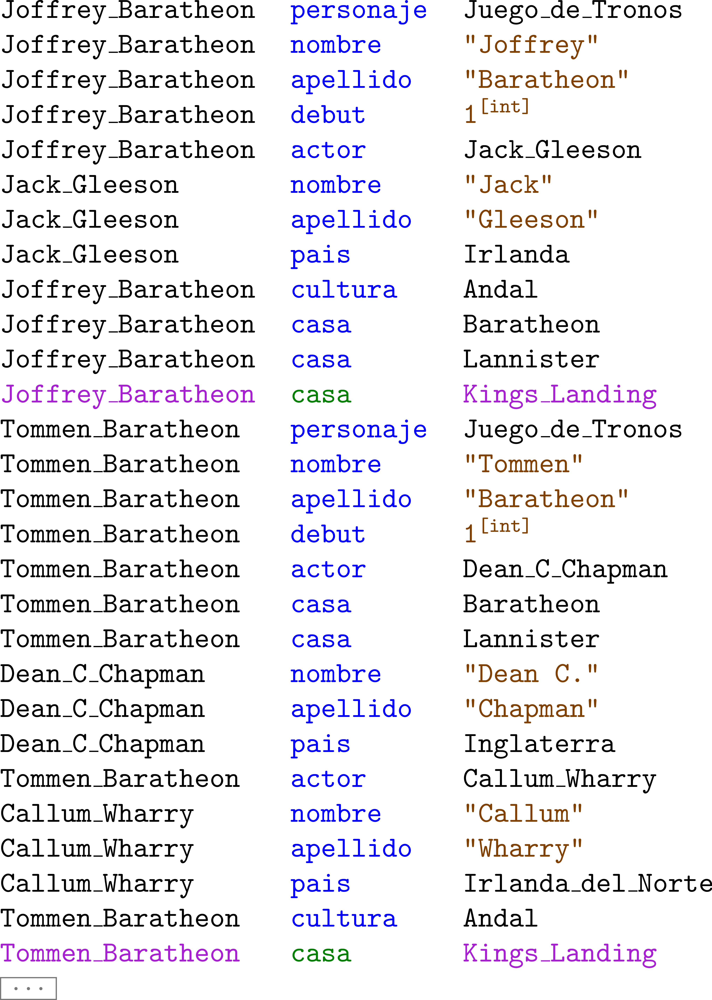 Joffrey_Baratheon personaje Juego_de_Tronos
Joffrey_Baratheon nombre "Joffrey"
Joffrey_Baratheon apellido "Baratheon"
Joffrey_Baratheon debut 1[int]
Joffrey_Baratheon actor Jack_Gleeson
Jack_Gleeson nombre "Jack"
Jack_Gleeson apellido "Gleeson"
Jack_Gleeson pais Irlanda
Joffrey_Baratheon cultura Andal
Joffrey_Baratheon casa Baratheon
Joffrey_Baratheon casa Lannister
Joffrey_Baratheon casa Kings_Landing
Tommen_Baratheon personaje Juego_de_Tronos
Tommen_Baratheon nombre "Tommen"
Tommen_Baratheon apellido "Baratheon"
Tommen_Baratheon debut 1[int]
Tommen_Baratheon actor Dean_C_Chapman
Tommen_Baratheon casa Baratheon
Tommen_Baratheon casa Lannister
Dean_C_Chapman nombre "Dean C."
Dean_C_Chapman apellido "Chapman"
Dean_C_Chapman pais Inglaterra
Tommen_Baratheon actor Callum_Wharry
Callum_Wharry nombre "Callum"
Callum_Wharry apellido "Wharry"
Callum_Wharry pais Irlanda_del_Norte
Tommen_Baratheon cultura Andal
Tommen_Baratheon casa Kings_Landing
...